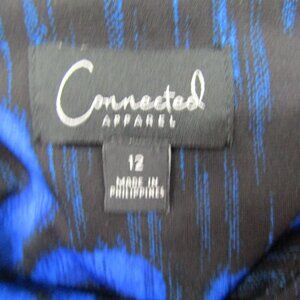 Connected
APPAREL
12
MADE IN
PHILIPPINES